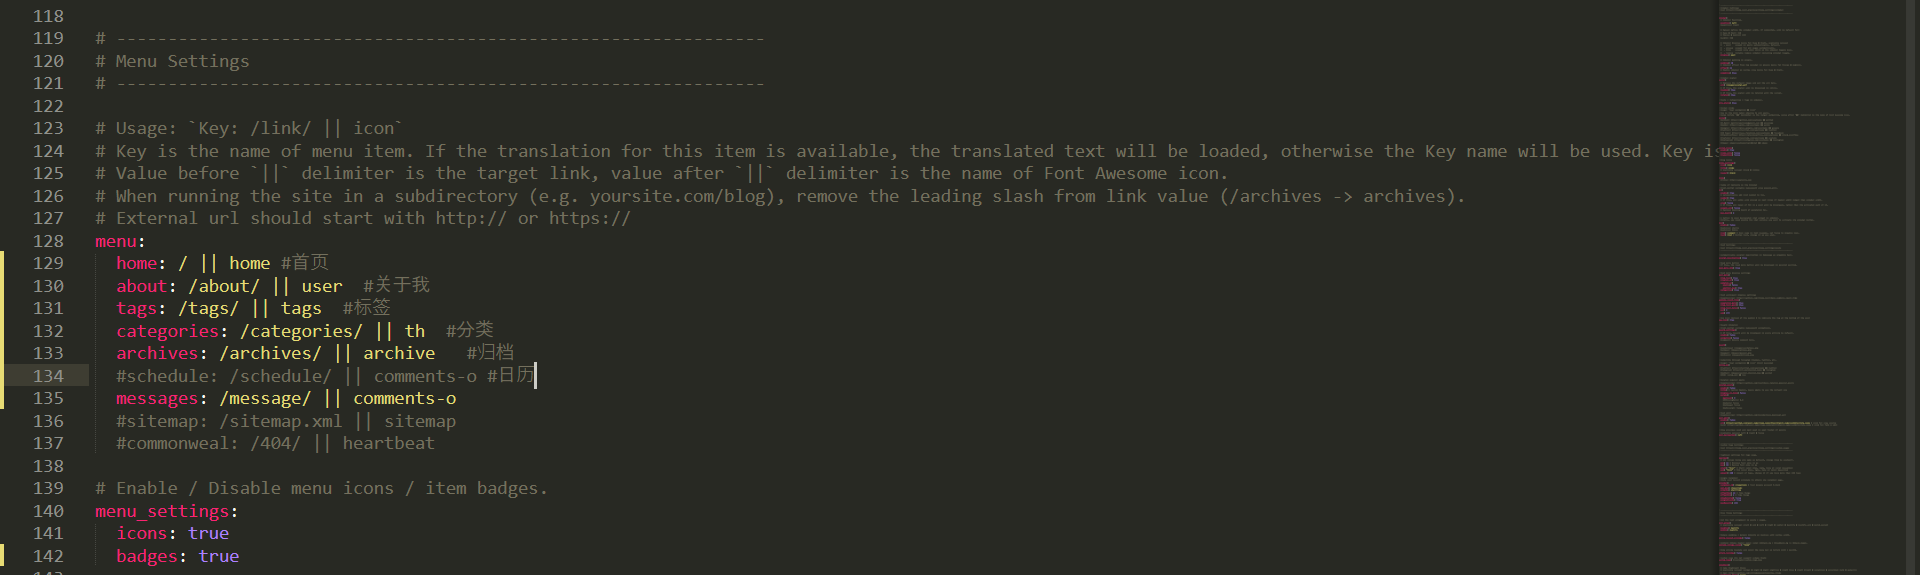 118
119 # ---------------------------------------------------------------
120 # Menu Settings
121 # ---------------------------------------------------------------
122
123 # Usage: `Key: /link/ || icon`
124 # Key is the name of menu item. If the translation for this item is available, the translated text will be loaded, otherwise the Key name will be used. Key is
125 # Value before `||` delimiter is the target link, value after `||` delimiter is the name of Font Awesome icon.
126 # When running the site in a subdirectory (e.g. yoursite.com/blog), remove the leading slash from link value (/archives -> archives).
127 # External url should start with http:// or https://
128 menu:
129   home: / || home #首页
130   about: /about/ || user  #关于我
131   tags: /tags/ || tags  #标签
132   categories: /categories/ || th  #分类
133   archives: /archives/ || archive   #归档
134   #schedule: /schedule/ || comments-o #日历
135   messages: /message/ || comments-o
136   #sitemap: /sitemap.xml || sitemap
137   #commonweal: /404/ || heartbeat
138
139 # Enable / Disable menu icons / item badges.
140 menu_settings:
141   icons: true
142   badges: true